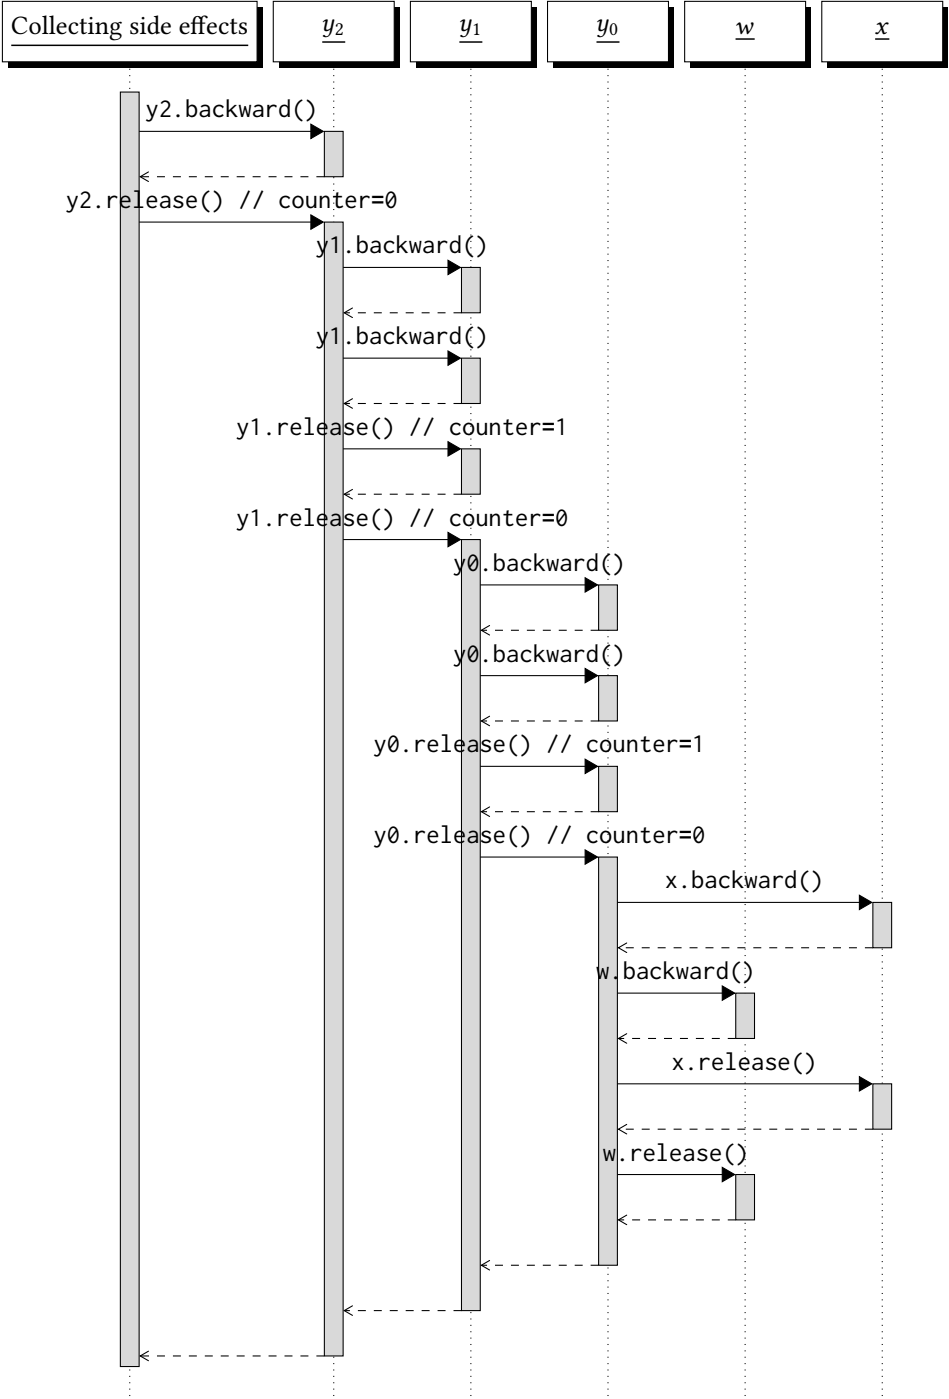 Collecting side effects y₂ y₁ y₀ w x
y2.backward()
y2.release() // counter=0
y1.backward()
y1.backward()
y1.release() // counter=1
y1.release() // counter=0
y0.backward()
y0.backward()
y0.release() // counter=1
y0.release() // counter=0
x.backward()
w.backward()
x.release()
w.release()